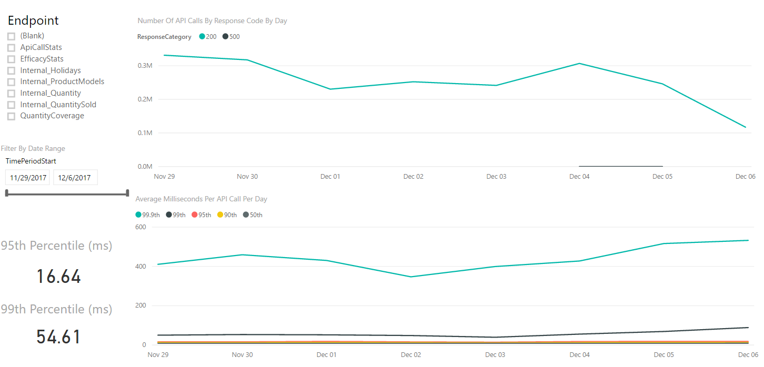 Endpoint
(Blank)
ApiCallStats
EfficacyStats
Internal_Holidays
Internal_ProductModels
Internal_Quantity
Internal_QuantitySold
QuantityCoverage
Filter By Date Range
TimePeriodStart
11/29/2017 12/6/2017
95th Percentile (ms)
16.64
99th Percentile (ms)
54.61
Number Of API Calls By Response Code By Day
ResponseCategory 200 500
0.3M
0.2M
0.1M
0.0M
Nov 29 Nov 30 Dec 01 Dec 02 Dec 03 Dec 04 Dec 05 Dec 06
Average Milliseconds Per API Call Per Day
99.9th 99th 95th 90th 50th
600
400
200
0
Nov 29 Nov 30 Dec 01 Dec 02 Dec 03 Dec 04 Dec 05 Dec 06